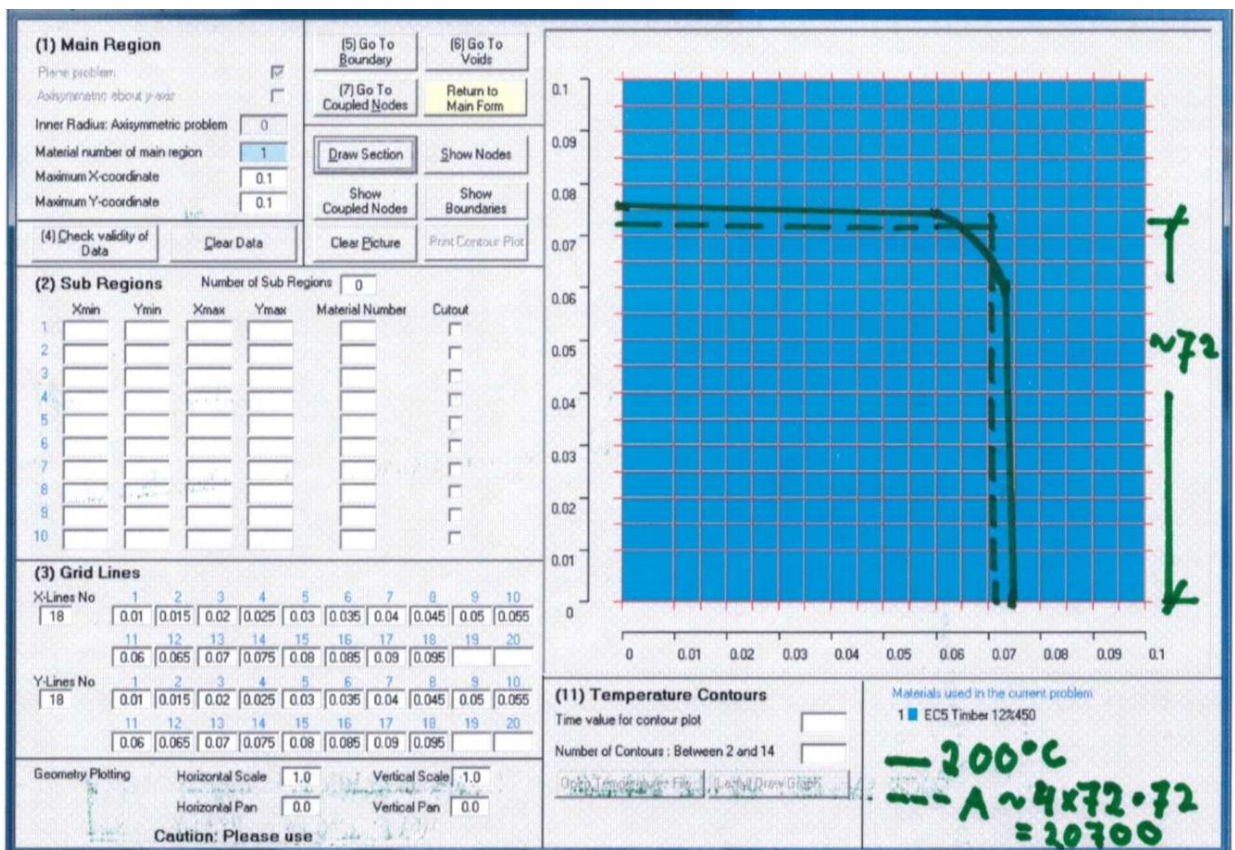 (1) Main Region
Plane problem
Axisymmetric about y-axis
Inner Radius: Axisymmetric problem 0
Material number of main region 1
Maximum X-coordinate 0.1
Maximum Y-coordinate 0.1
(4) Check validity of Data
Clear Data
(5) Go To Boundary
(6) Go To Voids
(7) Go To Coupled Nodes
Return to Main Form
Draw Section
Show Nodes
Show Coupled Nodes
Show Boundaries
Clear Picture
Print Contour Plot
(2) Sub Regions Number of Sub Regions 0
Xmin Ymin Xmax Ymax Material Number Cutout
1
2
3
4
5
6
7
8
9
10
(3) Grid Lines
X-Lines No 1 2 3 4 5 6 7 8 9 10
18 0.01 0.015 0.02 0.025 0.03 0.035 0.04 0.045 0.05 0.055
11 12 13 14 15 16 17 18 19 20
0.06 0.065 0.07 0.075 0.08 0.085 0.09 0.095
Y-Lines No 1 2 3 4 5 6 7 8 9 10
18 0.01 0.015 0.02 0.025 0.03 0.035 0.04 0.045 0.05 0.055
11 12 13 14 15 16 17 18 19 20
0.06 0.065 0.07 0.075 0.08 0.085 0.09 0.095
Geometry Plotting Horizontal Scale 1.0 Vertical Scale 1.0
Horizontal Pan 0.0 Vertical Pan 0.0
Caution: Please use
0.1
0.09
0.08
0.07
0.06
0.05
0.04
0.03
0.02
0.01
0
0 0.01 0.02 0.03 0.04 0.05 0.06 0.07 0.08 0.09 0.1
~72
(11) Temperature Contours
Time value for contour plot
Number of Contours : Between 2 and 14
Materials used in the current problem
1 EC5 Timber 12%450
— 200°C
--- A ~ 4x72·72
= 20700